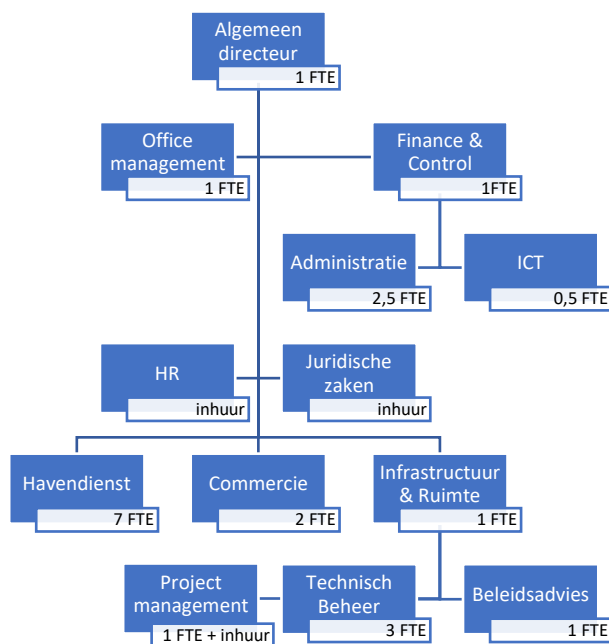 Algemeen
directeur
1 FTE
Office
management
1 FTE
Finance &
Control
1FTE
Administratie
2,5 FTE
ICT
0,5 FTE
HR
inhuur
Juridische
zaken
inhuur
Havendienst
7 FTE
Commercie
2 FTE
Infrastructuur
& Ruimte
1 FTE
Project
management
1 FTE + inhuur
Technisch
Beheer
3 FTE
Beleidsadvies
1 FTE